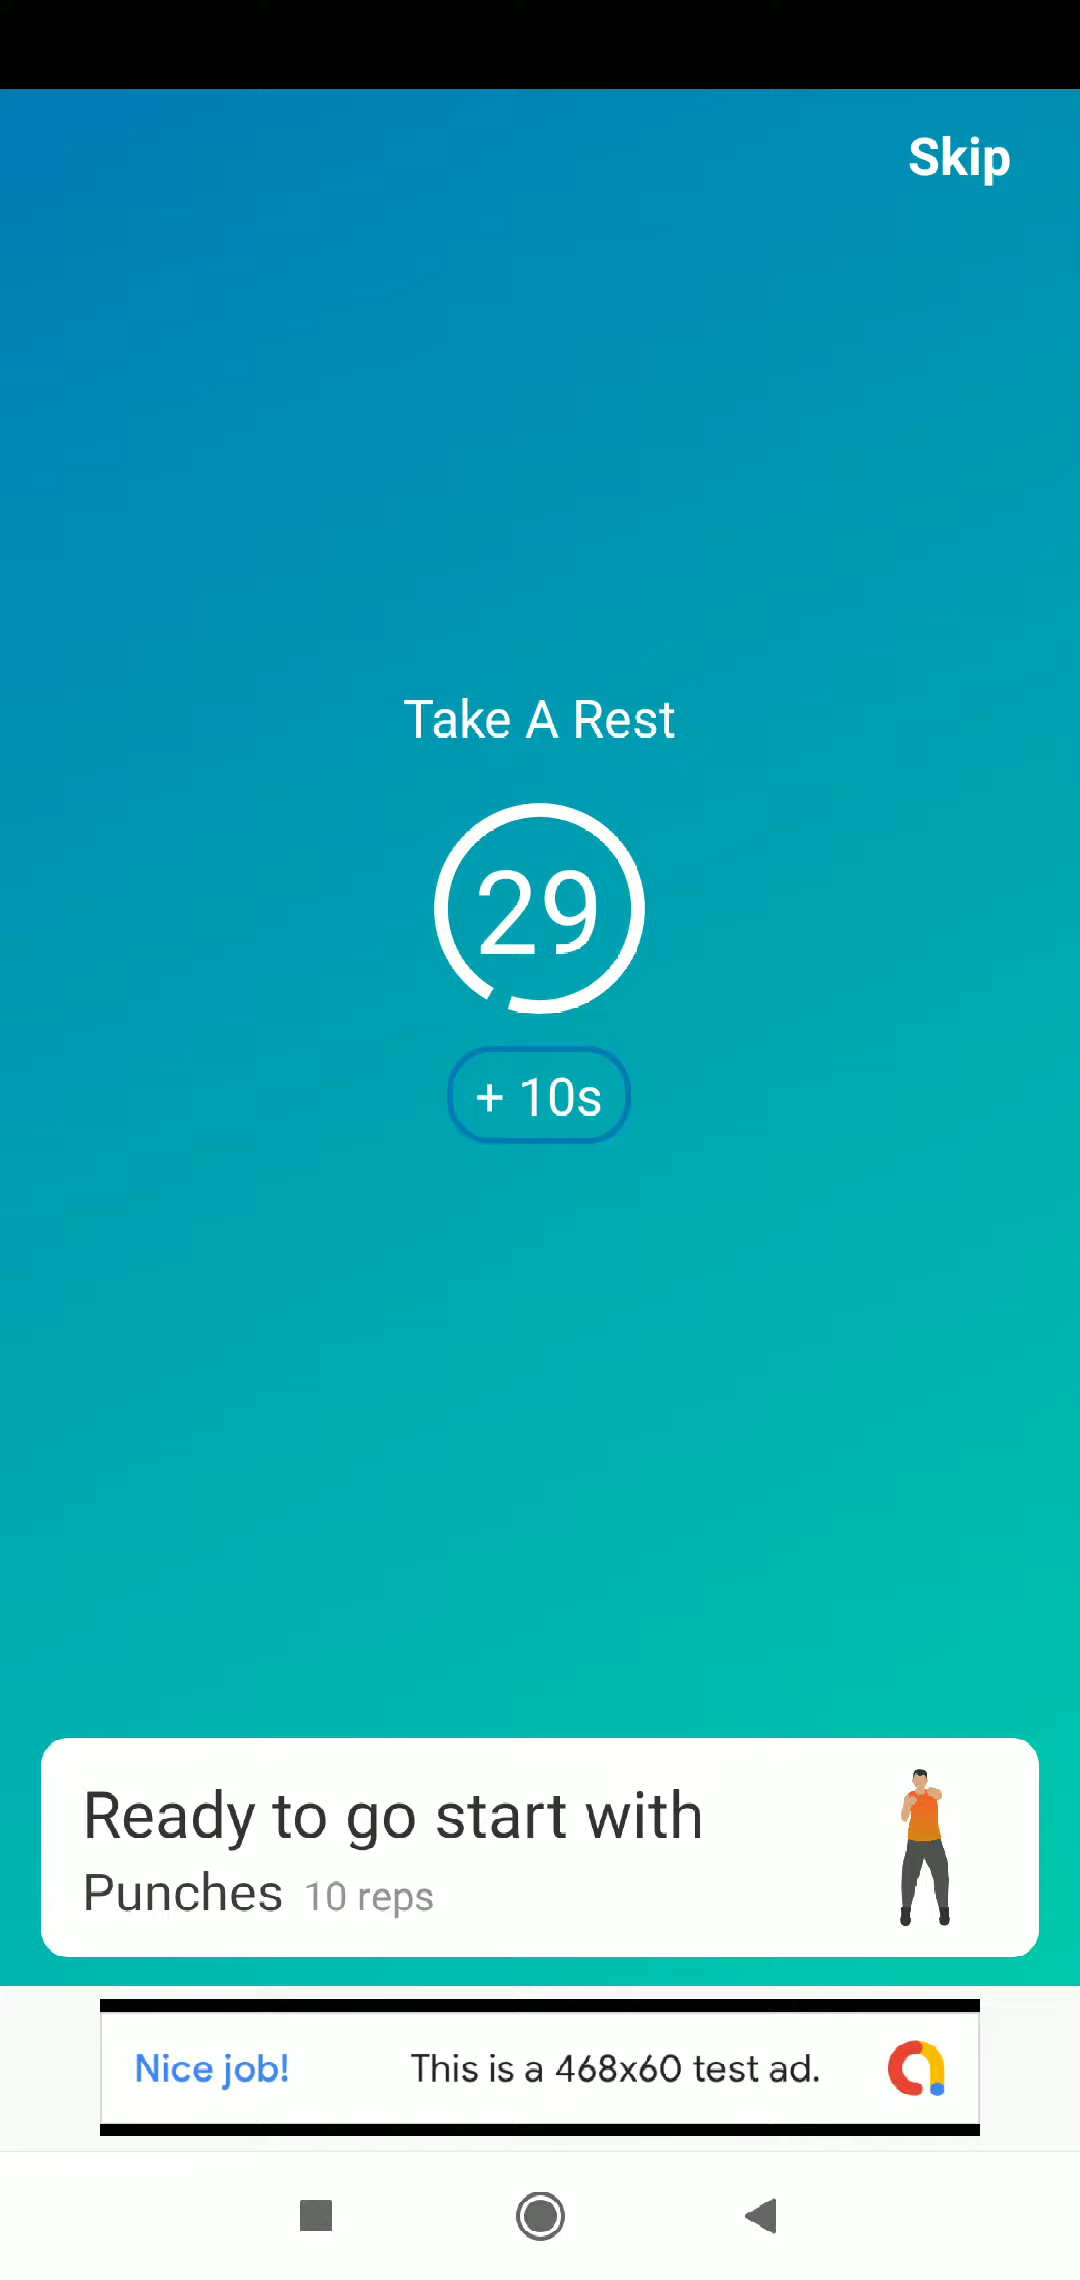 Skip
Take A Rest
29
+ 10s
Ready to go start with
Punches 10 reps
Nice job! This is a 468x60 test ad.